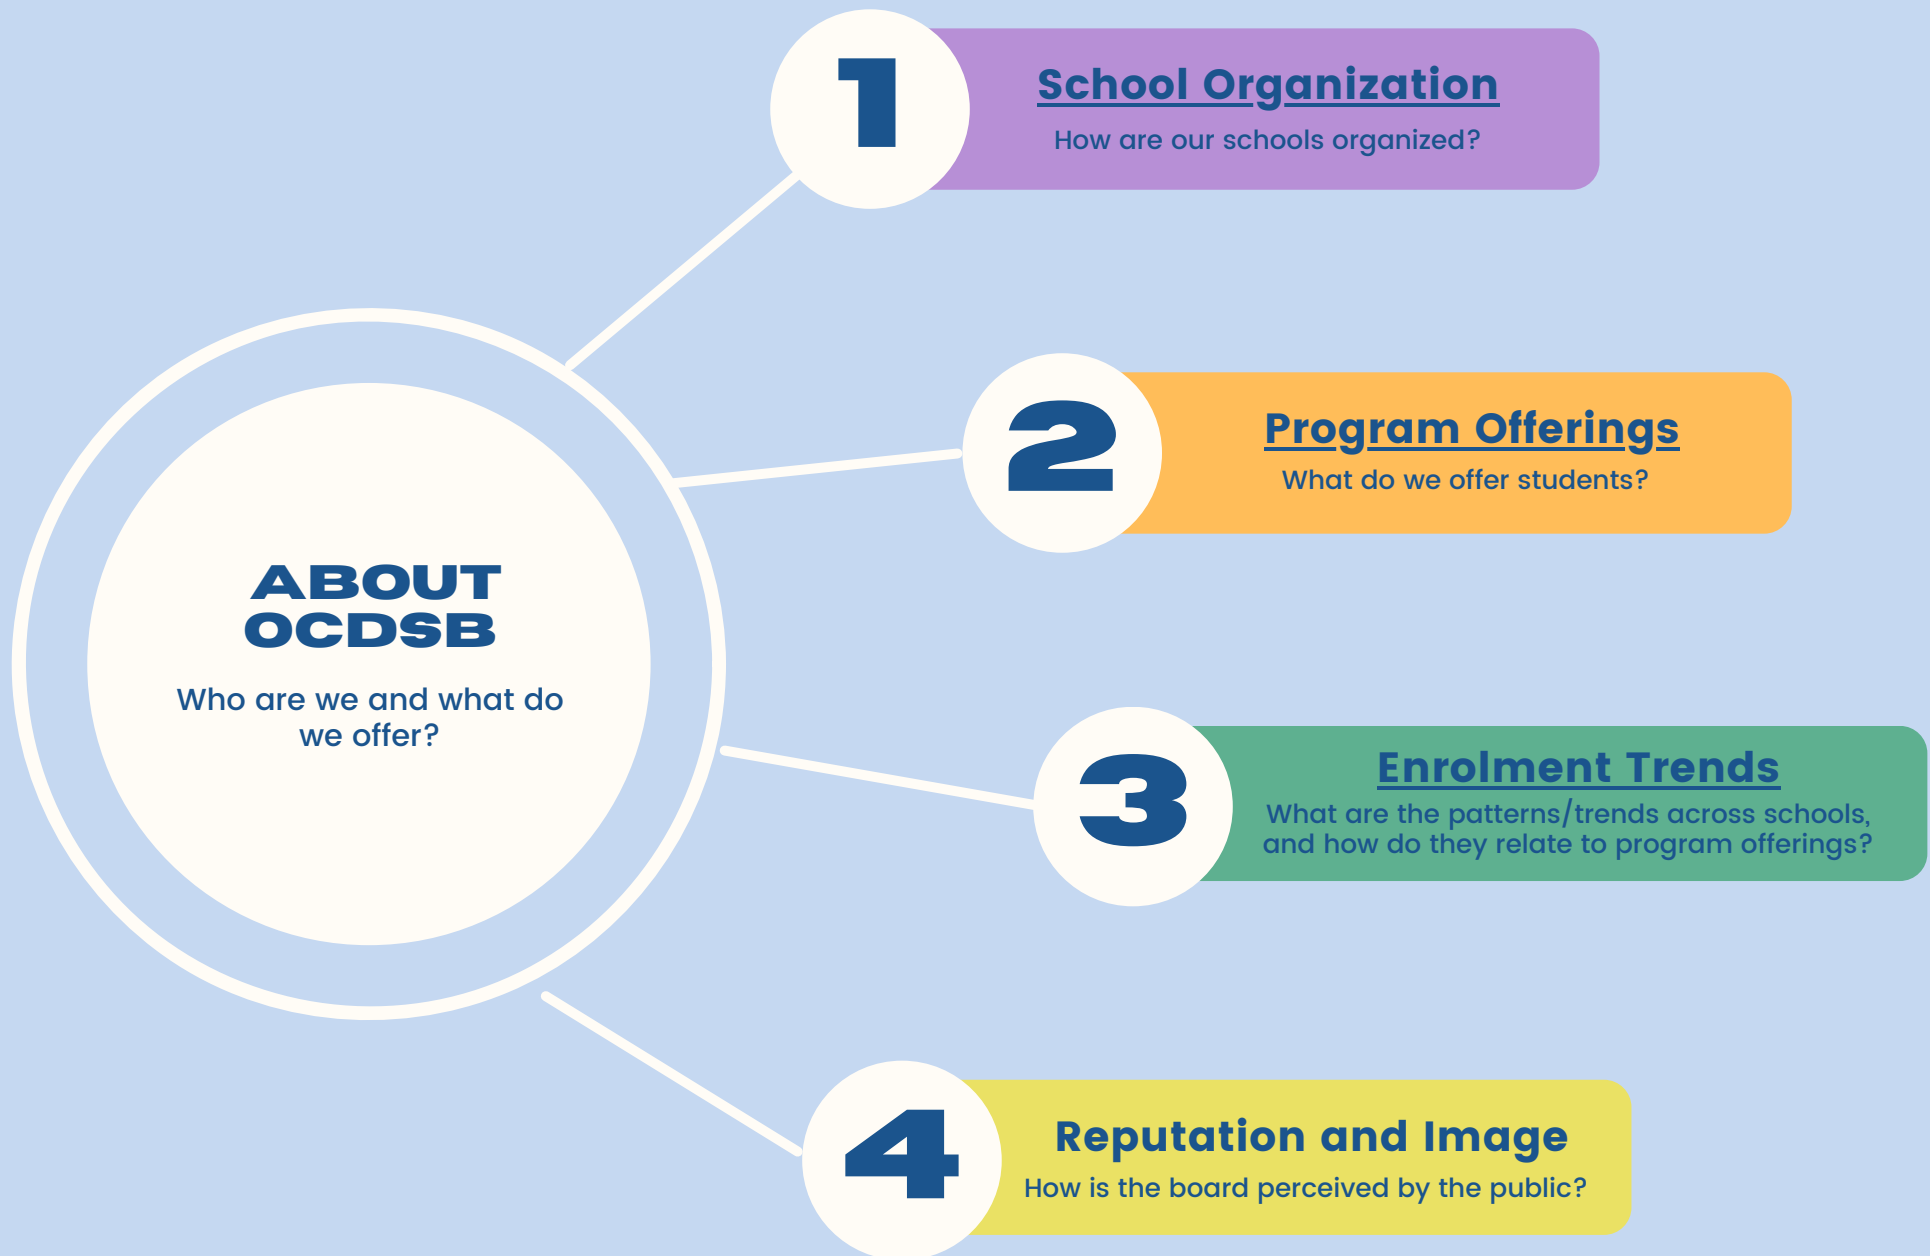 1
School Organization
How are our schools organized?
2
Program Offerings
What do we offer students?
ABOUT
OCDSB
Who are we and what do
we offer?
3
Enrolment Trends
What are the patterns/trends across schools,
and how do they relate to program offerings?
4
Reputation and Image
How is the board perceived by the public?